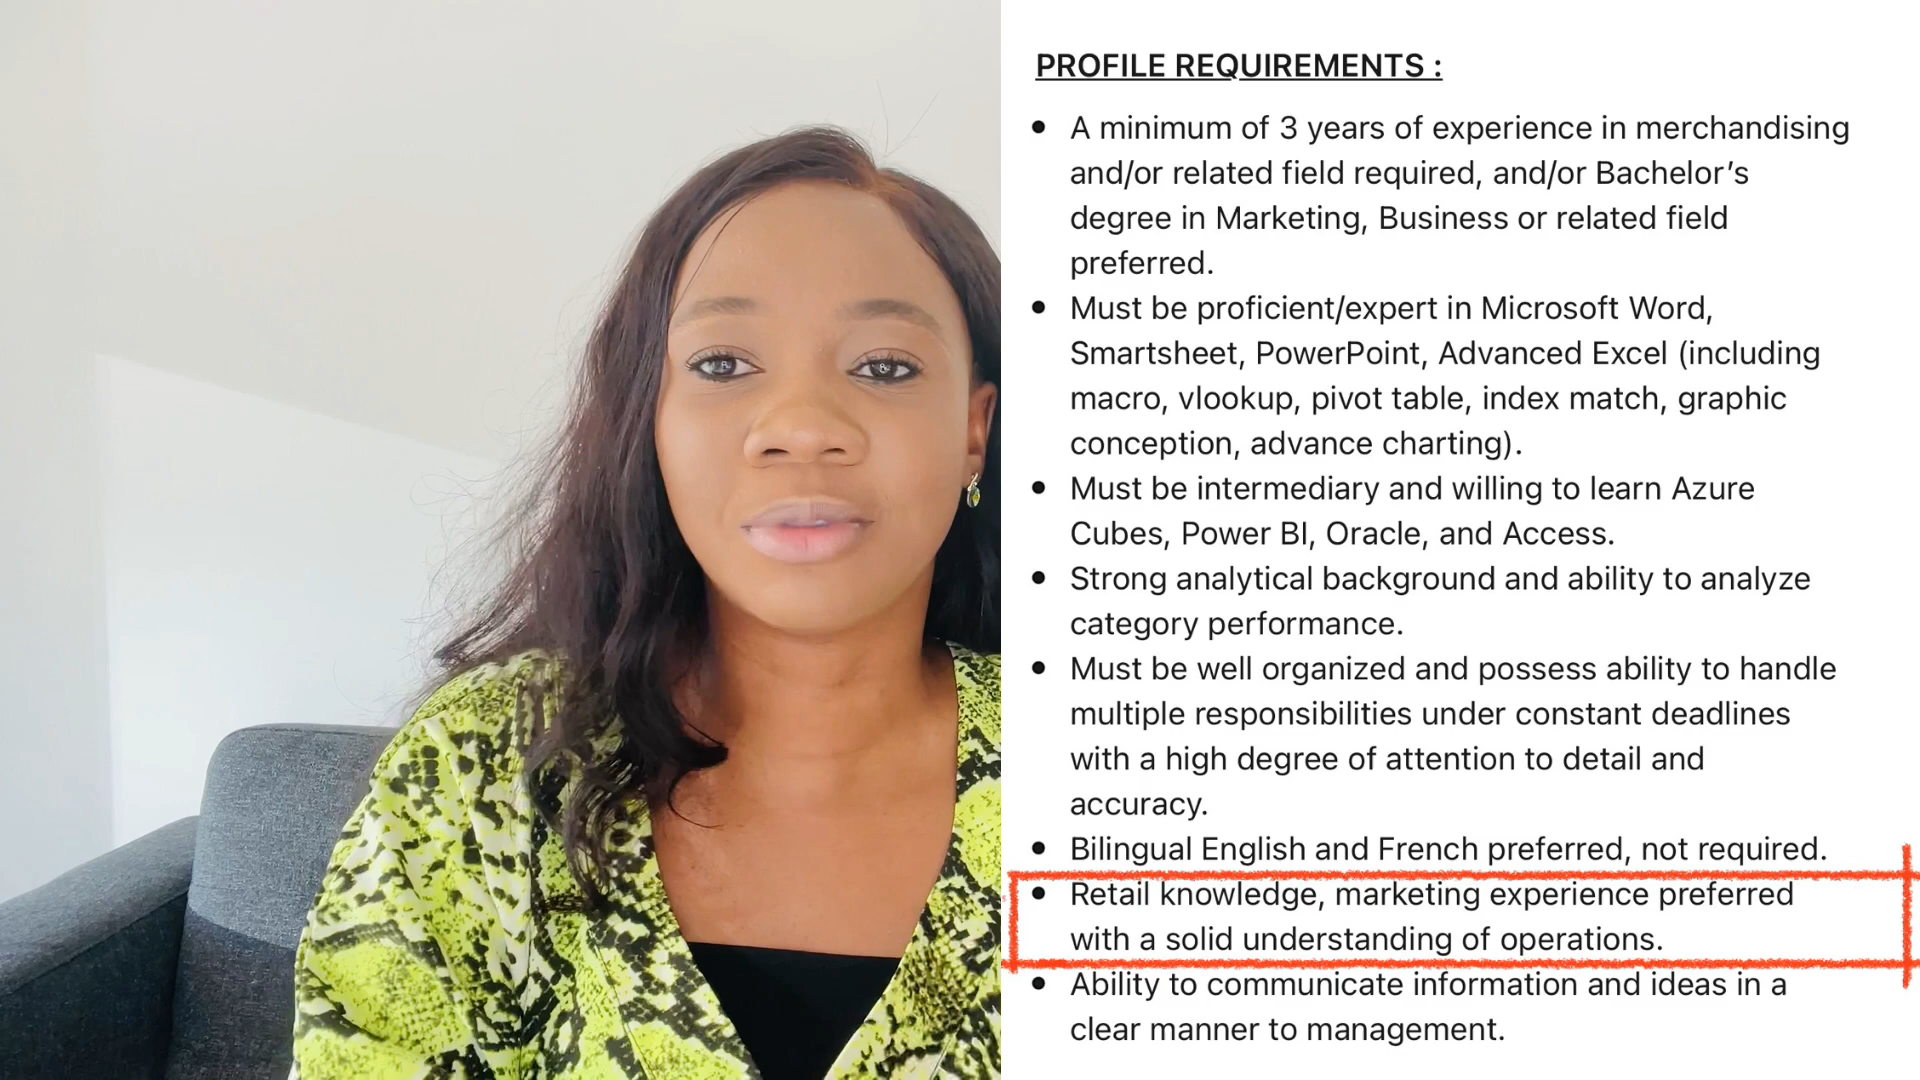 PROFILE REQUIREMENTS :
• A minimum of 3 years of experience in merchandising
and/or related field required, and/or Bachelor’s
degree in Marketing, Business or related field
preferred.
• Must be proficient/expert in Microsoft Word,
Smartsheet, PowerPoint, Advanced Excel (including
macro, vlookup, pivot table, index match, graphic
conception, advance charting).
• Must be intermediary and willing to learn Azure
Cubes, Power BI, Oracle, and Access.
• Strong analytical background and ability to analyze
category performance.
• Must be well organized and possess ability to handle
multiple responsibilities under constant deadlines
with a high degree of attention to detail and
accuracy.
• Bilingual English and French preferred, not required.
• Retail knowledge, marketing experience preferred
with a solid understanding of operations.
• Ability to communicate information and ideas in a
clear manner to management.